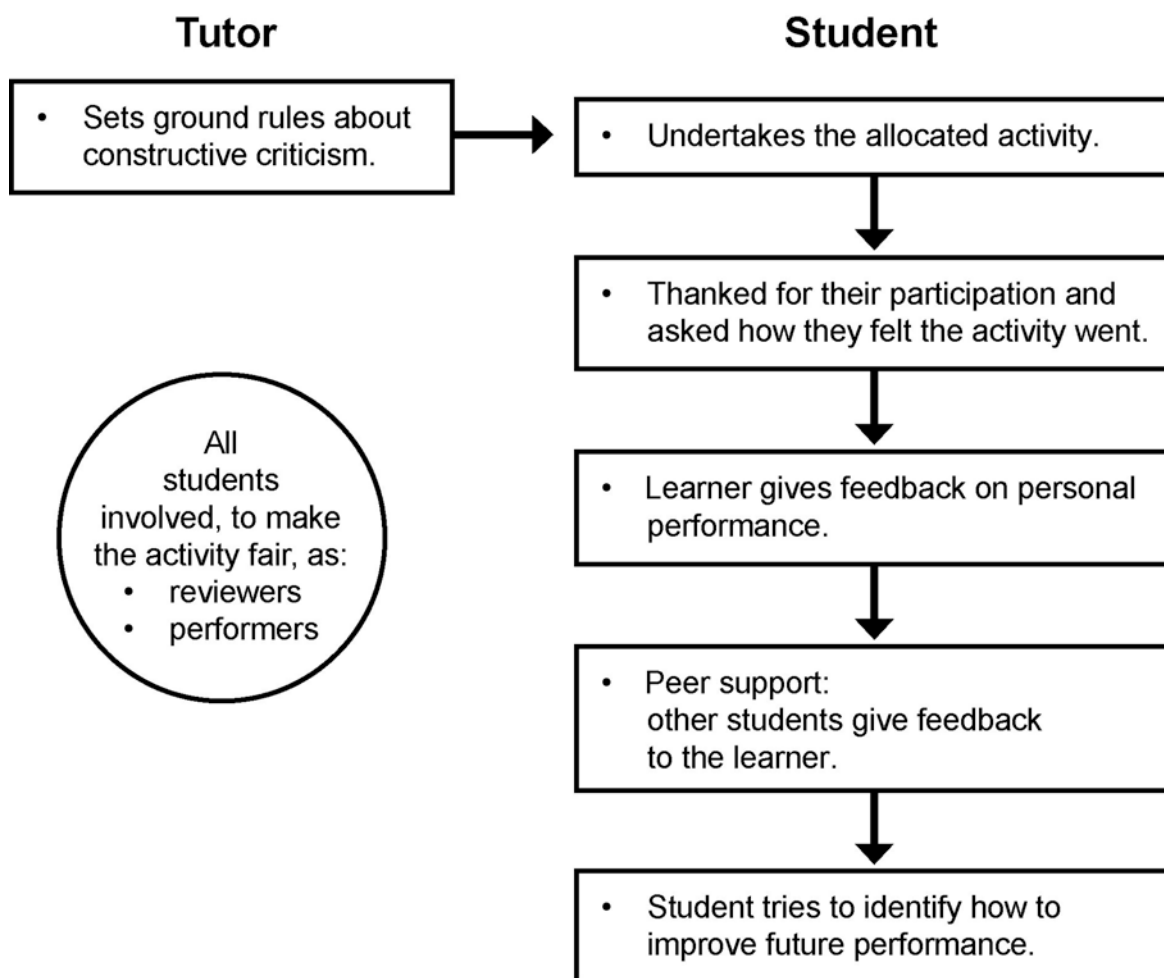 Tutor
Student
• Sets ground rules about
constructive criticism.
• Undertakes the allocated activity.
• Thanked for their participation and
asked how they felt the activity went.
All
students
involved, to make
the activity fair, as:
• reviewers
• performers
• Learner gives feedback on personal
performance.
• Peer support:
other students give feedback
to the learner.
• Student tries to identify how to
improve future performance.